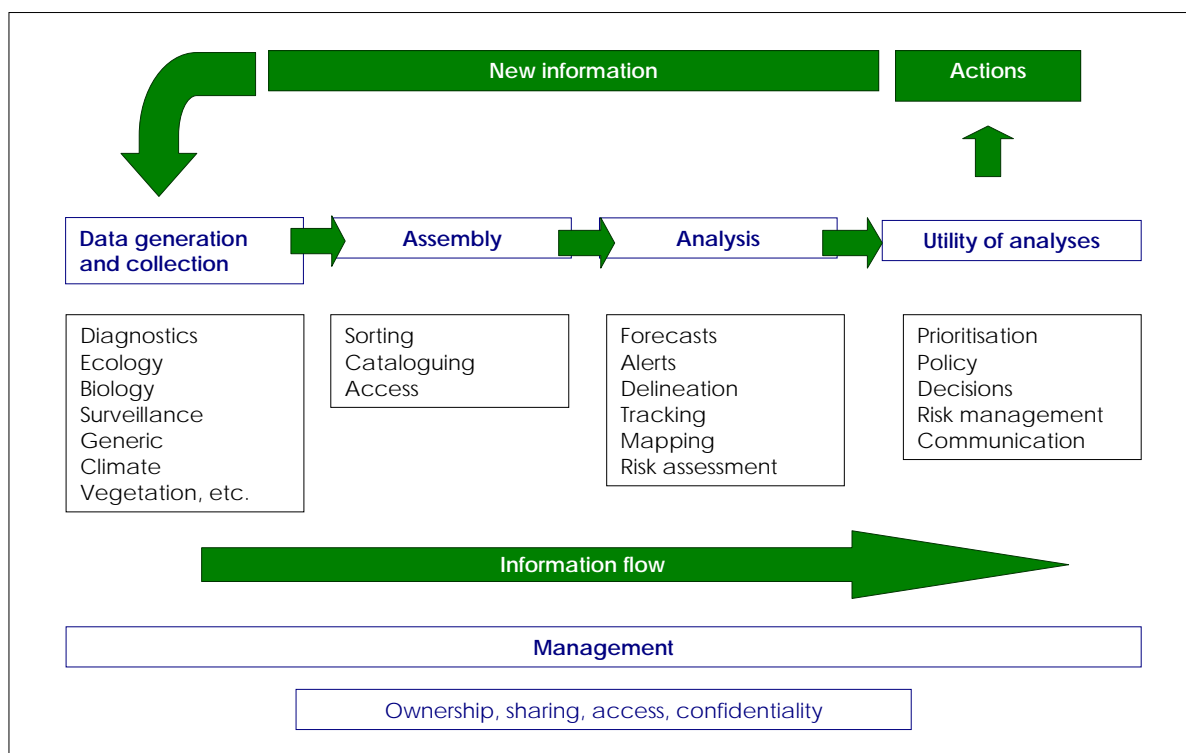 New information
Actions
Data generation
and collection
Assembly
Analysis
Utility of analyses
Diagnostics
Ecology
Biology
Surveillance
Generic
Climate
Vegetation, etc.
Sorting
Cataloguing
Access
Forecasts
Alerts
Delineation
Tracking
Mapping
Risk assessment
Prioritisation
Policy
Decisions
Risk management
Communication
Information flow
Management
Ownership, sharing, access, confidentiality